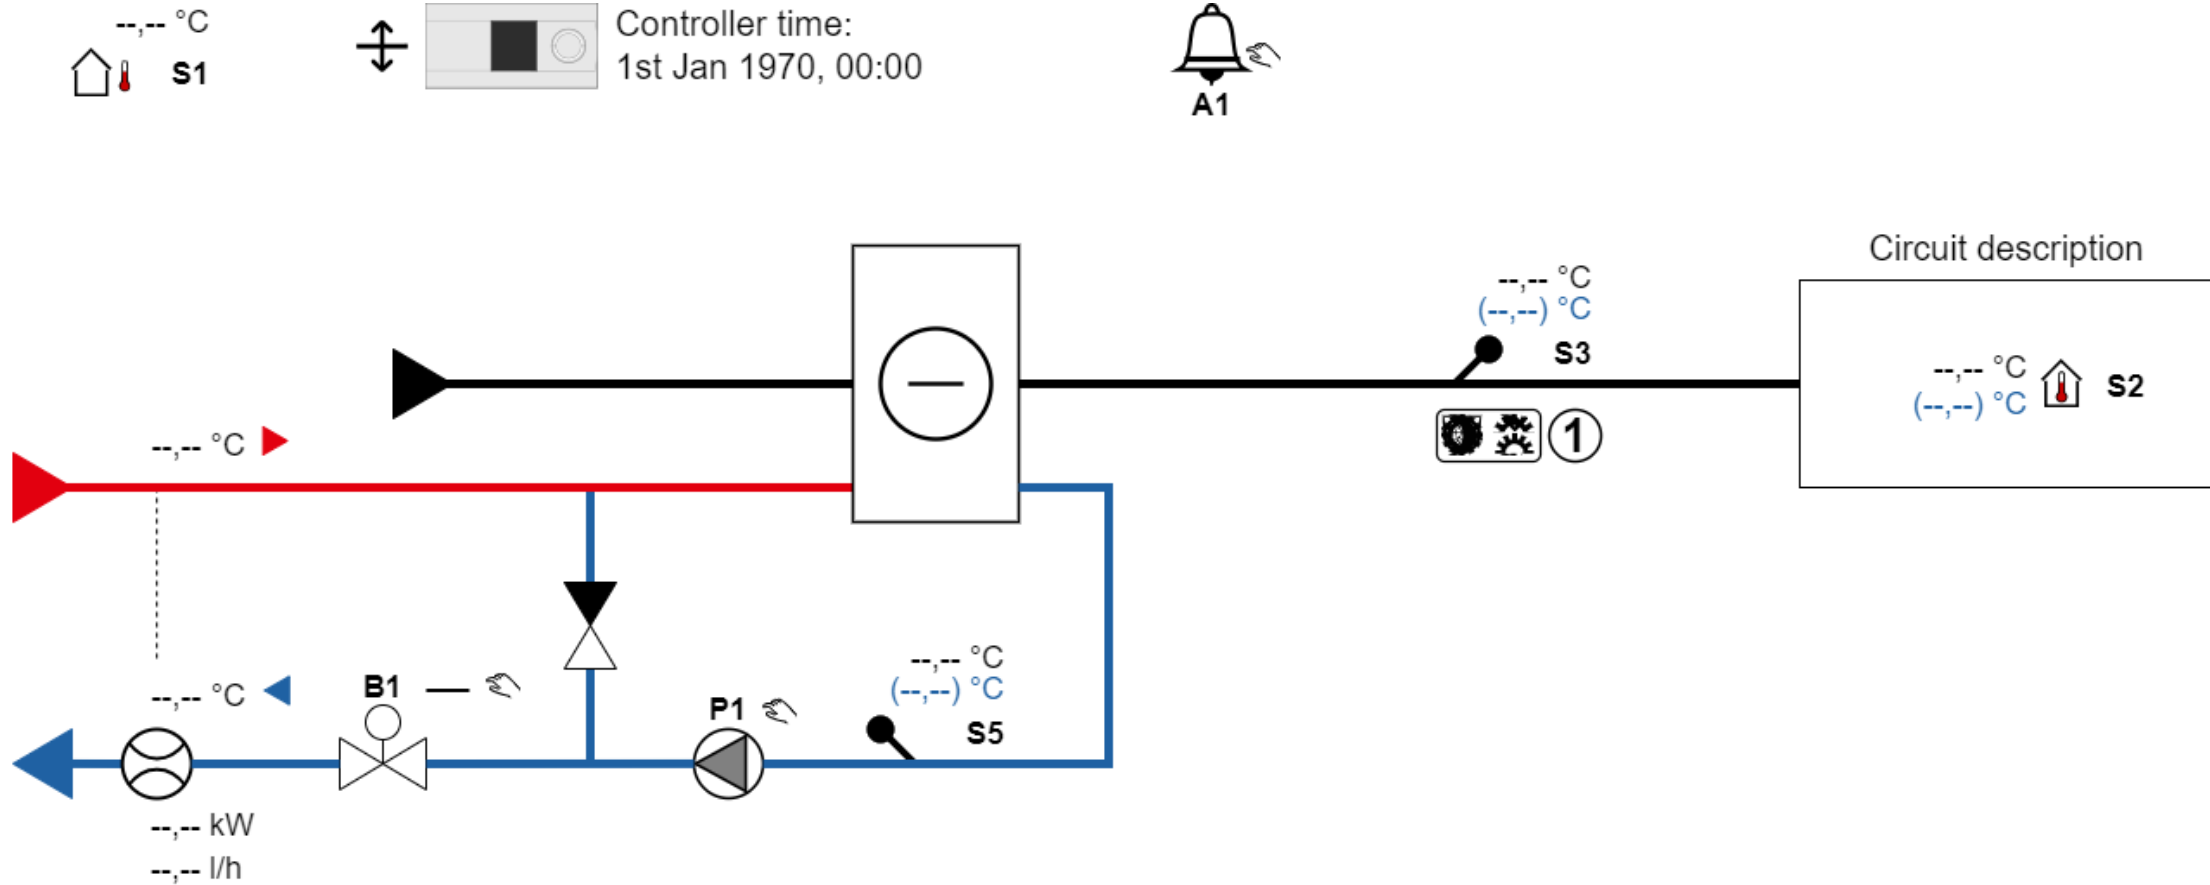 --,-- °C
S1
Controller time:
1st Jan 1970, 00:00
A1
Circuit description
--,-- °C
(--,--) °C
S3
--,-- °C
(--,--) °C
S2
1
--,-- °C
--,-- °C
B1
P1
--,-- °C
(--,--) °C
S5
--,-- kW
--,-- l/h